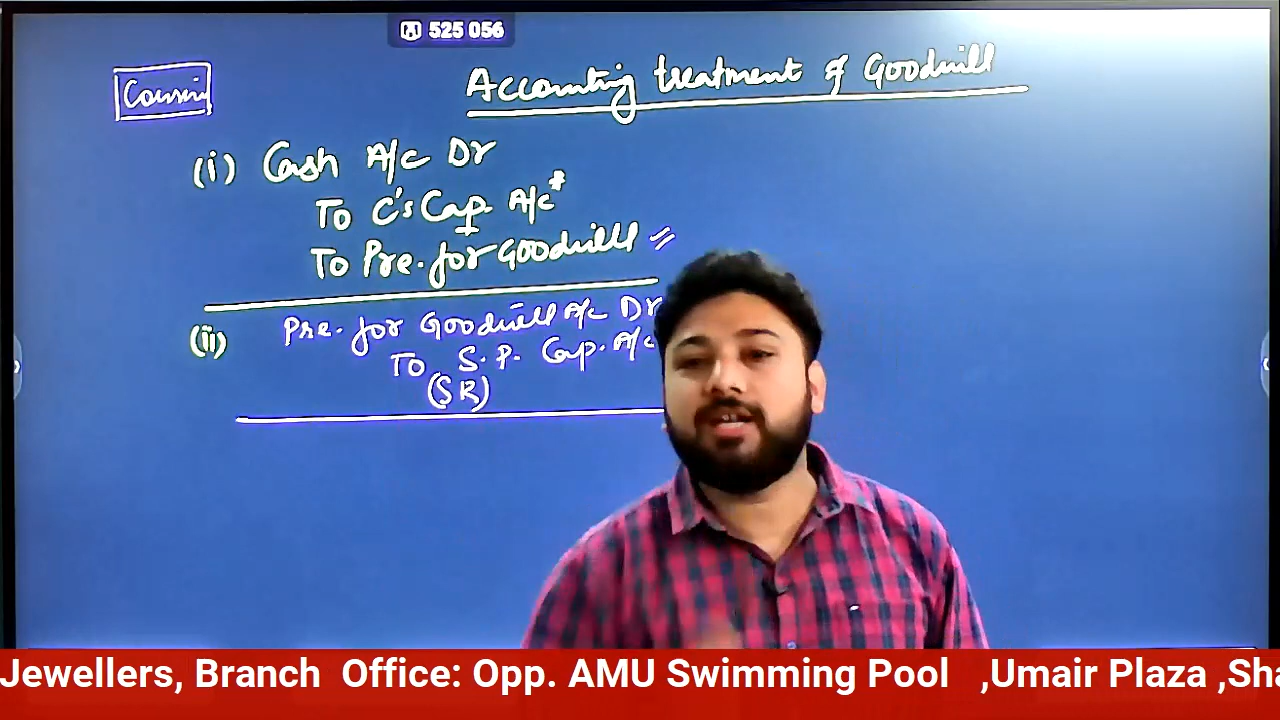 525 056
Accounting treatment of Goodwill
(i) Cash A/c Dr
To C's Cap. A/c*
To Pre. for Goodwill
(ii) Pre. for Goodwill A/c Dr
To S.P. Cap. A/c
(SR)
Jewellers, Branch Office: Opp. AMU Swimming Pool ,Umair Plaza ,Sha